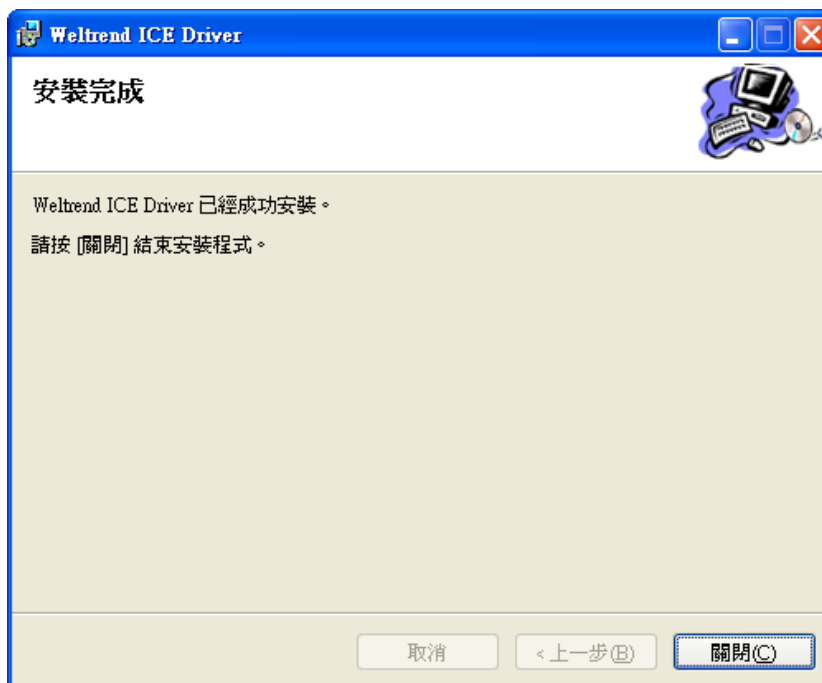 Weltrend ICE Driver
安裝完成
Weltrend ICE Driver 已經成功安裝。
請按 [關閉] 結束安裝程式。
取消
< 上一步(B)
關閉(C)